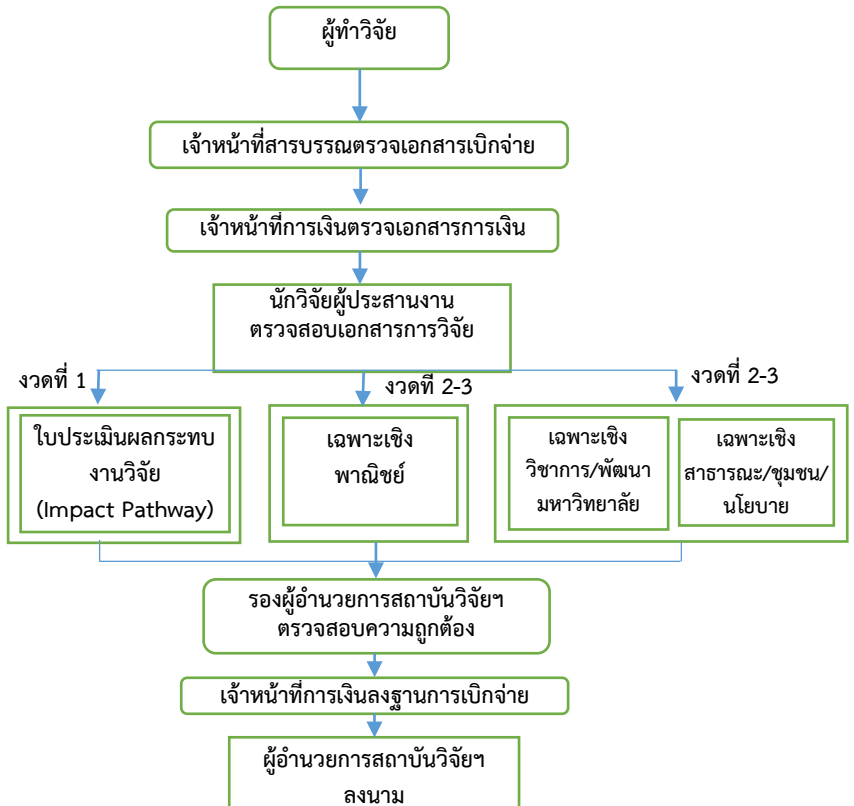 ผู้ทำวิจัย
เจ้าหน้าที่สารบรรณตรวจเอกสารเบิกจ่าย
เจ้าหน้าที่การเงินตรวจเอกสารการเงิน
นักวิจัยผู้ประสานงาน
ตรวจสอบเอกสารการวิจัย
งวดที่ 1
งวดที่ 2-3
งวดที่ 2-3
ใบประเมินผลกระทบ
งานวิจัย
(Impact Pathway)
เฉพาะเชิง
พาณิชย์
เฉพาะเชิง
วิชาการ/พัฒนา
มหาวิทยาลัย
เฉพาะเชิง
สาธารณะ/ชุมชน/
นโยบาย
รองผู้อำนวยการสถาบันวิจัยฯ
ตรวจสอบความถูกต้อง
เจ้าหน้าที่การเงินลงฐานการเบิกจ่าย
ผู้อำนวยการสถาบันวิจัยฯ
ลงนาม